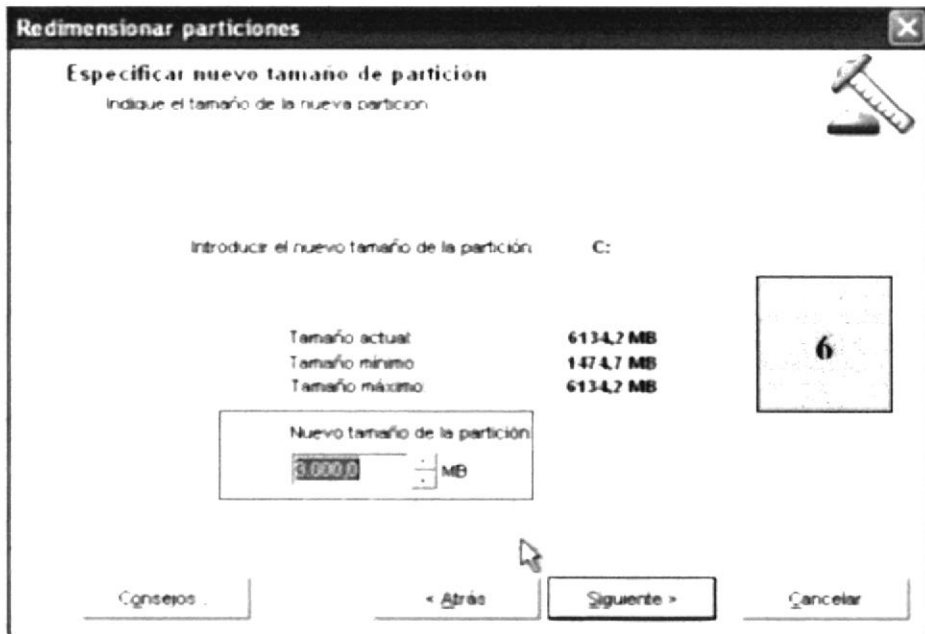 Redimensionar particiones
Especificar nuevo tamaño de partición
Indique el tamaño de la nueva partición
Introducir el nuevo tamaño de la partición C:
Tamaño actual: 6134,2 MB
Tamaño mínimo 1474,7 MB
Tamaño máximo: 6134,2 MB
6
Nuevo tamaño de la partición:
3.000,0 MB
Consejos...
< Atrás
Siguiente >
Cancelar